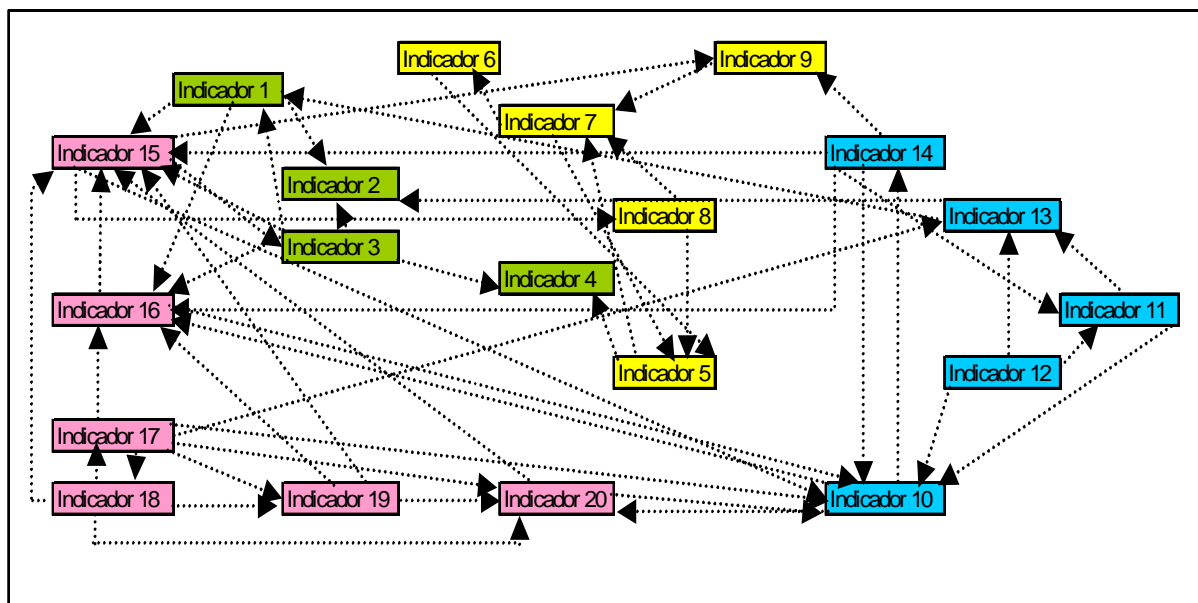 Indicador 6
Indicador 9
Indicador 1
Indicador 7
Indicador 15
Indicador 14
Indicador 2
Indicador 8
Indicador 13
Indicador 3
Indicador 4
Indicador 16
Indicador 11
Indicador 5
Indicador 12
Indicador 17
Indicador 18
Indicador 19
Indicador 20
Indicador 10